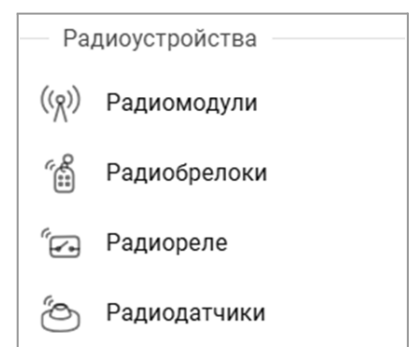 Радиоустройства
Радиомодули
Радиобрелоки
Радиореле
Радиодатчики